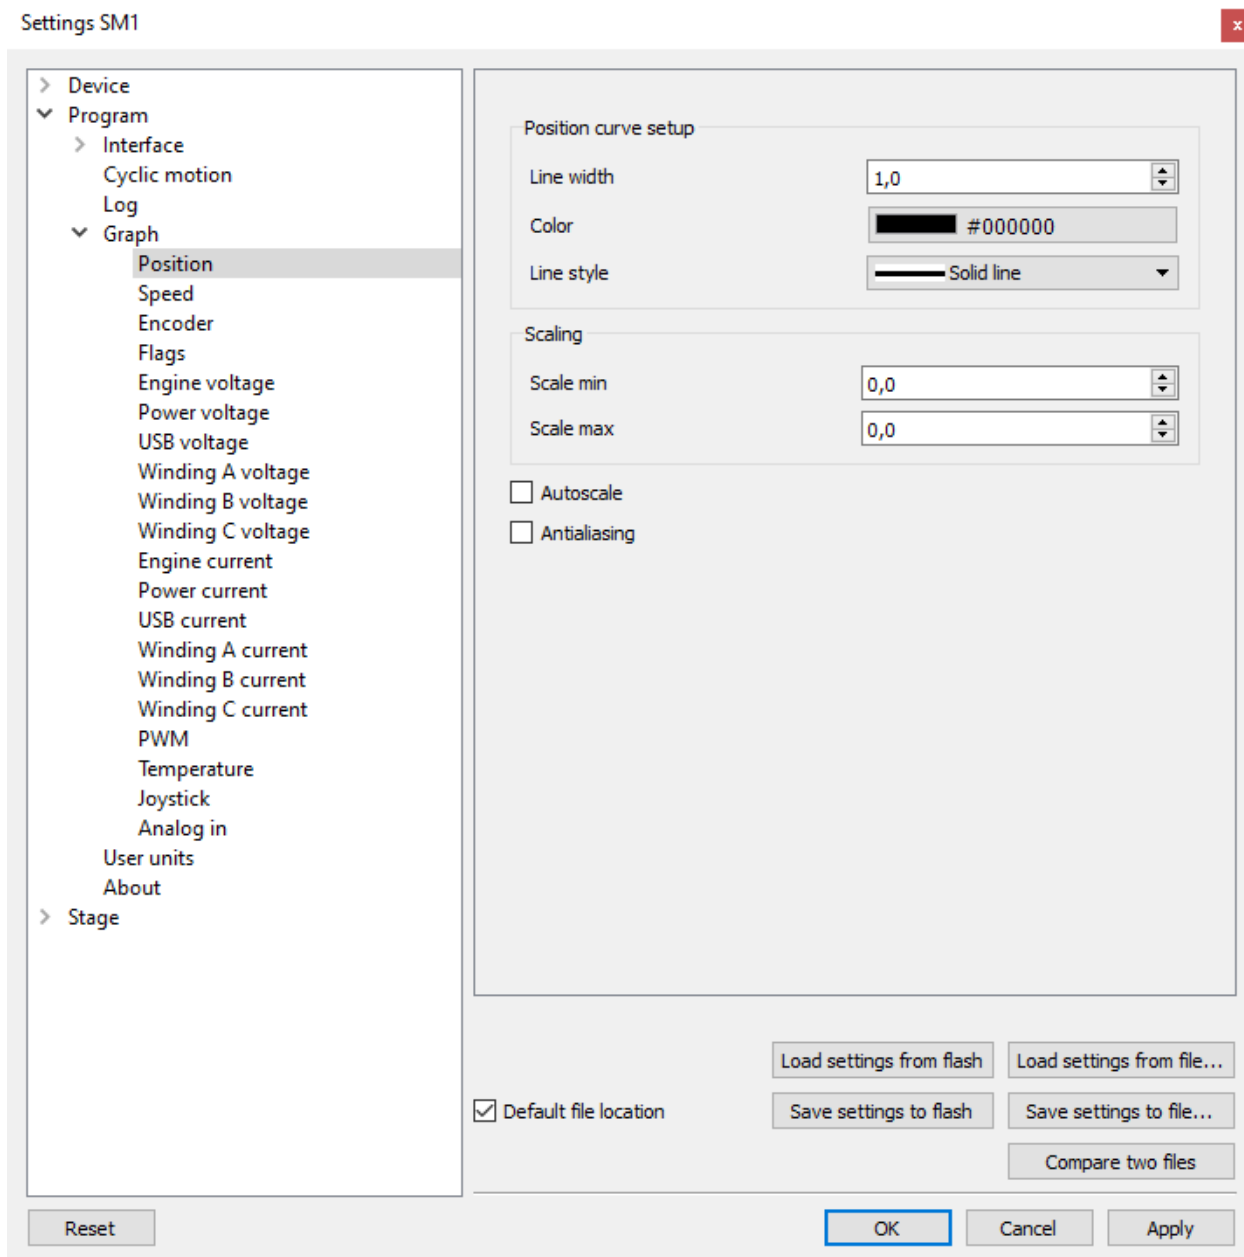 Settings SM1
x
Device
Program
Interface
Cyclic motion
Log
Graph
Position
Speed
Encoder
Flags
Engine voltage
Power voltage
USB voltage
Winding A voltage
Winding B voltage
Winding C voltage
Engine current
Power current
USB current
Winding A current
Winding B current
Winding C current
PWM
Temperature
Joystick
Analog in
User units
About
Stage
Position curve setup
Line width 1,0
Color #000000
Line style Solid line
Scaling
Scale min 0,0
Scale max 0,0
Autoscale
Antialiasing
Load settings from flash Load settings from file...
Default file location Save settings to flash Save settings to file...
Compare two files
Reset OK Cancel Apply